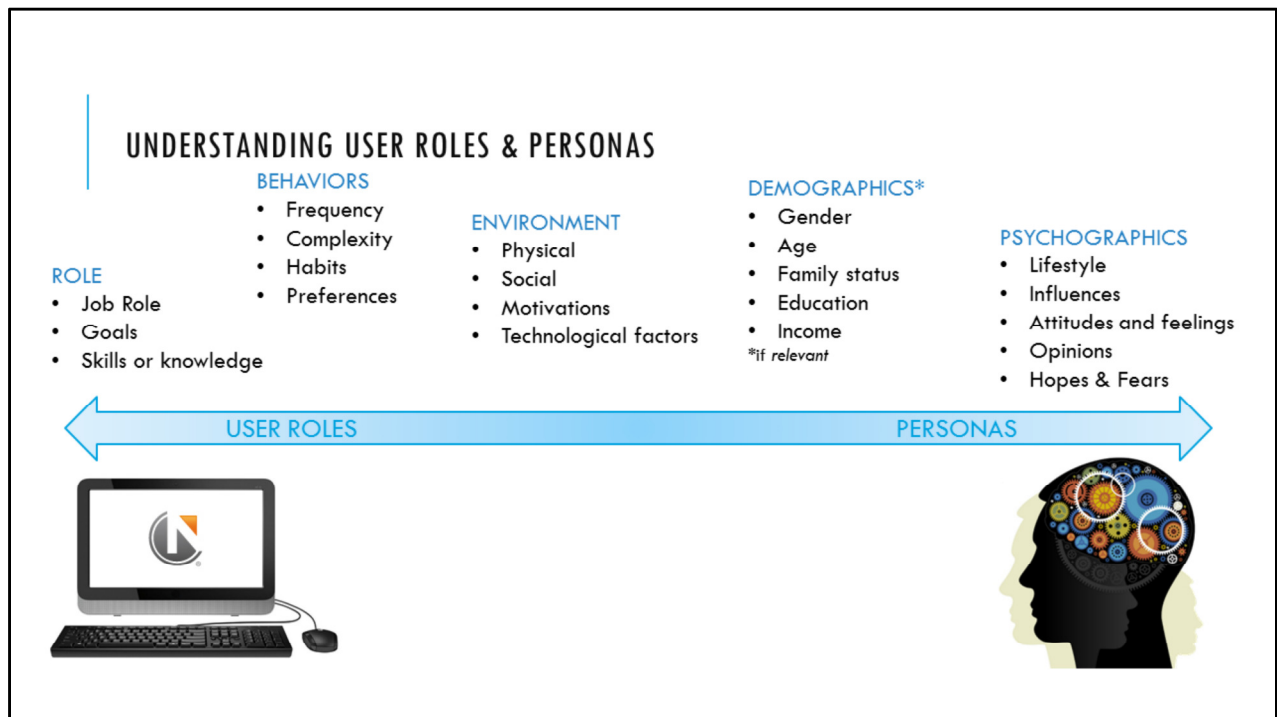 UNDERSTANDING USER ROLES & PERSONAS
ROLE
• Job Role
• Goals
• Skills or knowledge
BEHAVIORS
• Frequency
• Complexity
• Habits
• Preferences
ENVIRONMENT
• Physical
• Social
• Motivations
• Technological factors
DEMOGRAPHICS*
• Gender
• Age
• Family status
• Education
• Income
*if relevant
PSYCHOGRAPHICS
• Lifestyle
• Influences
• Attitudes and feelings
• Opinions
• Hopes & Fears
USER ROLES
PERSONAS